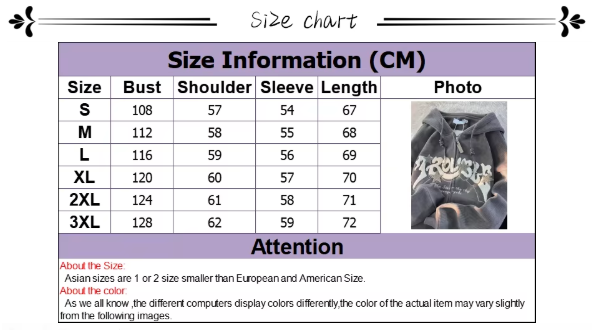 Size chart
Size Information (CM)
Size Bust Shoulder Sleeve Length Photo
S 108 57 54 67
M 112 58 55 68
L 116 59 56 69
XL 120 60 57 70
2XL 124 61 58 71
3XL 128 62 59 72
Attention
About the Size:
Asian sizes are 1 or 2 size smaller than European and American Size.
About the color:
As we all know ,the different computers display colors differently,the color of the actual item may vary slightly
from the following images.